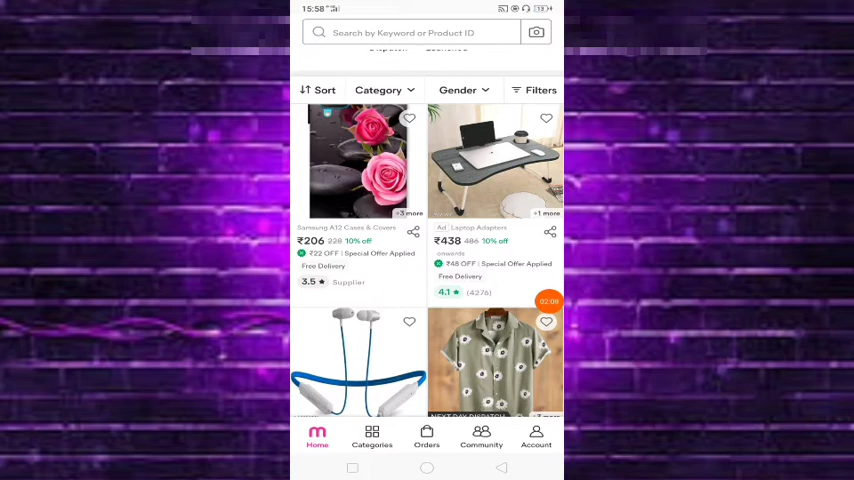 15:58
Search by Keyword or Product ID
Sort
Category
Gender
Filters
+3 more
+1 more
Samsung A12 Cases & Covers
₹206 228 10% off
₹22 OFF | Special Offer Applied
Free Delivery
3.5 ★ Supplier
Ad Laptop Adapters
₹438 486 10% off
onwards
₹48 OFF | Special Offer Applied
Free Delivery
4.1 ★ (4276)
02:08
NEXT DAY DISPATCH
Home
Categories
Orders
Community
Account